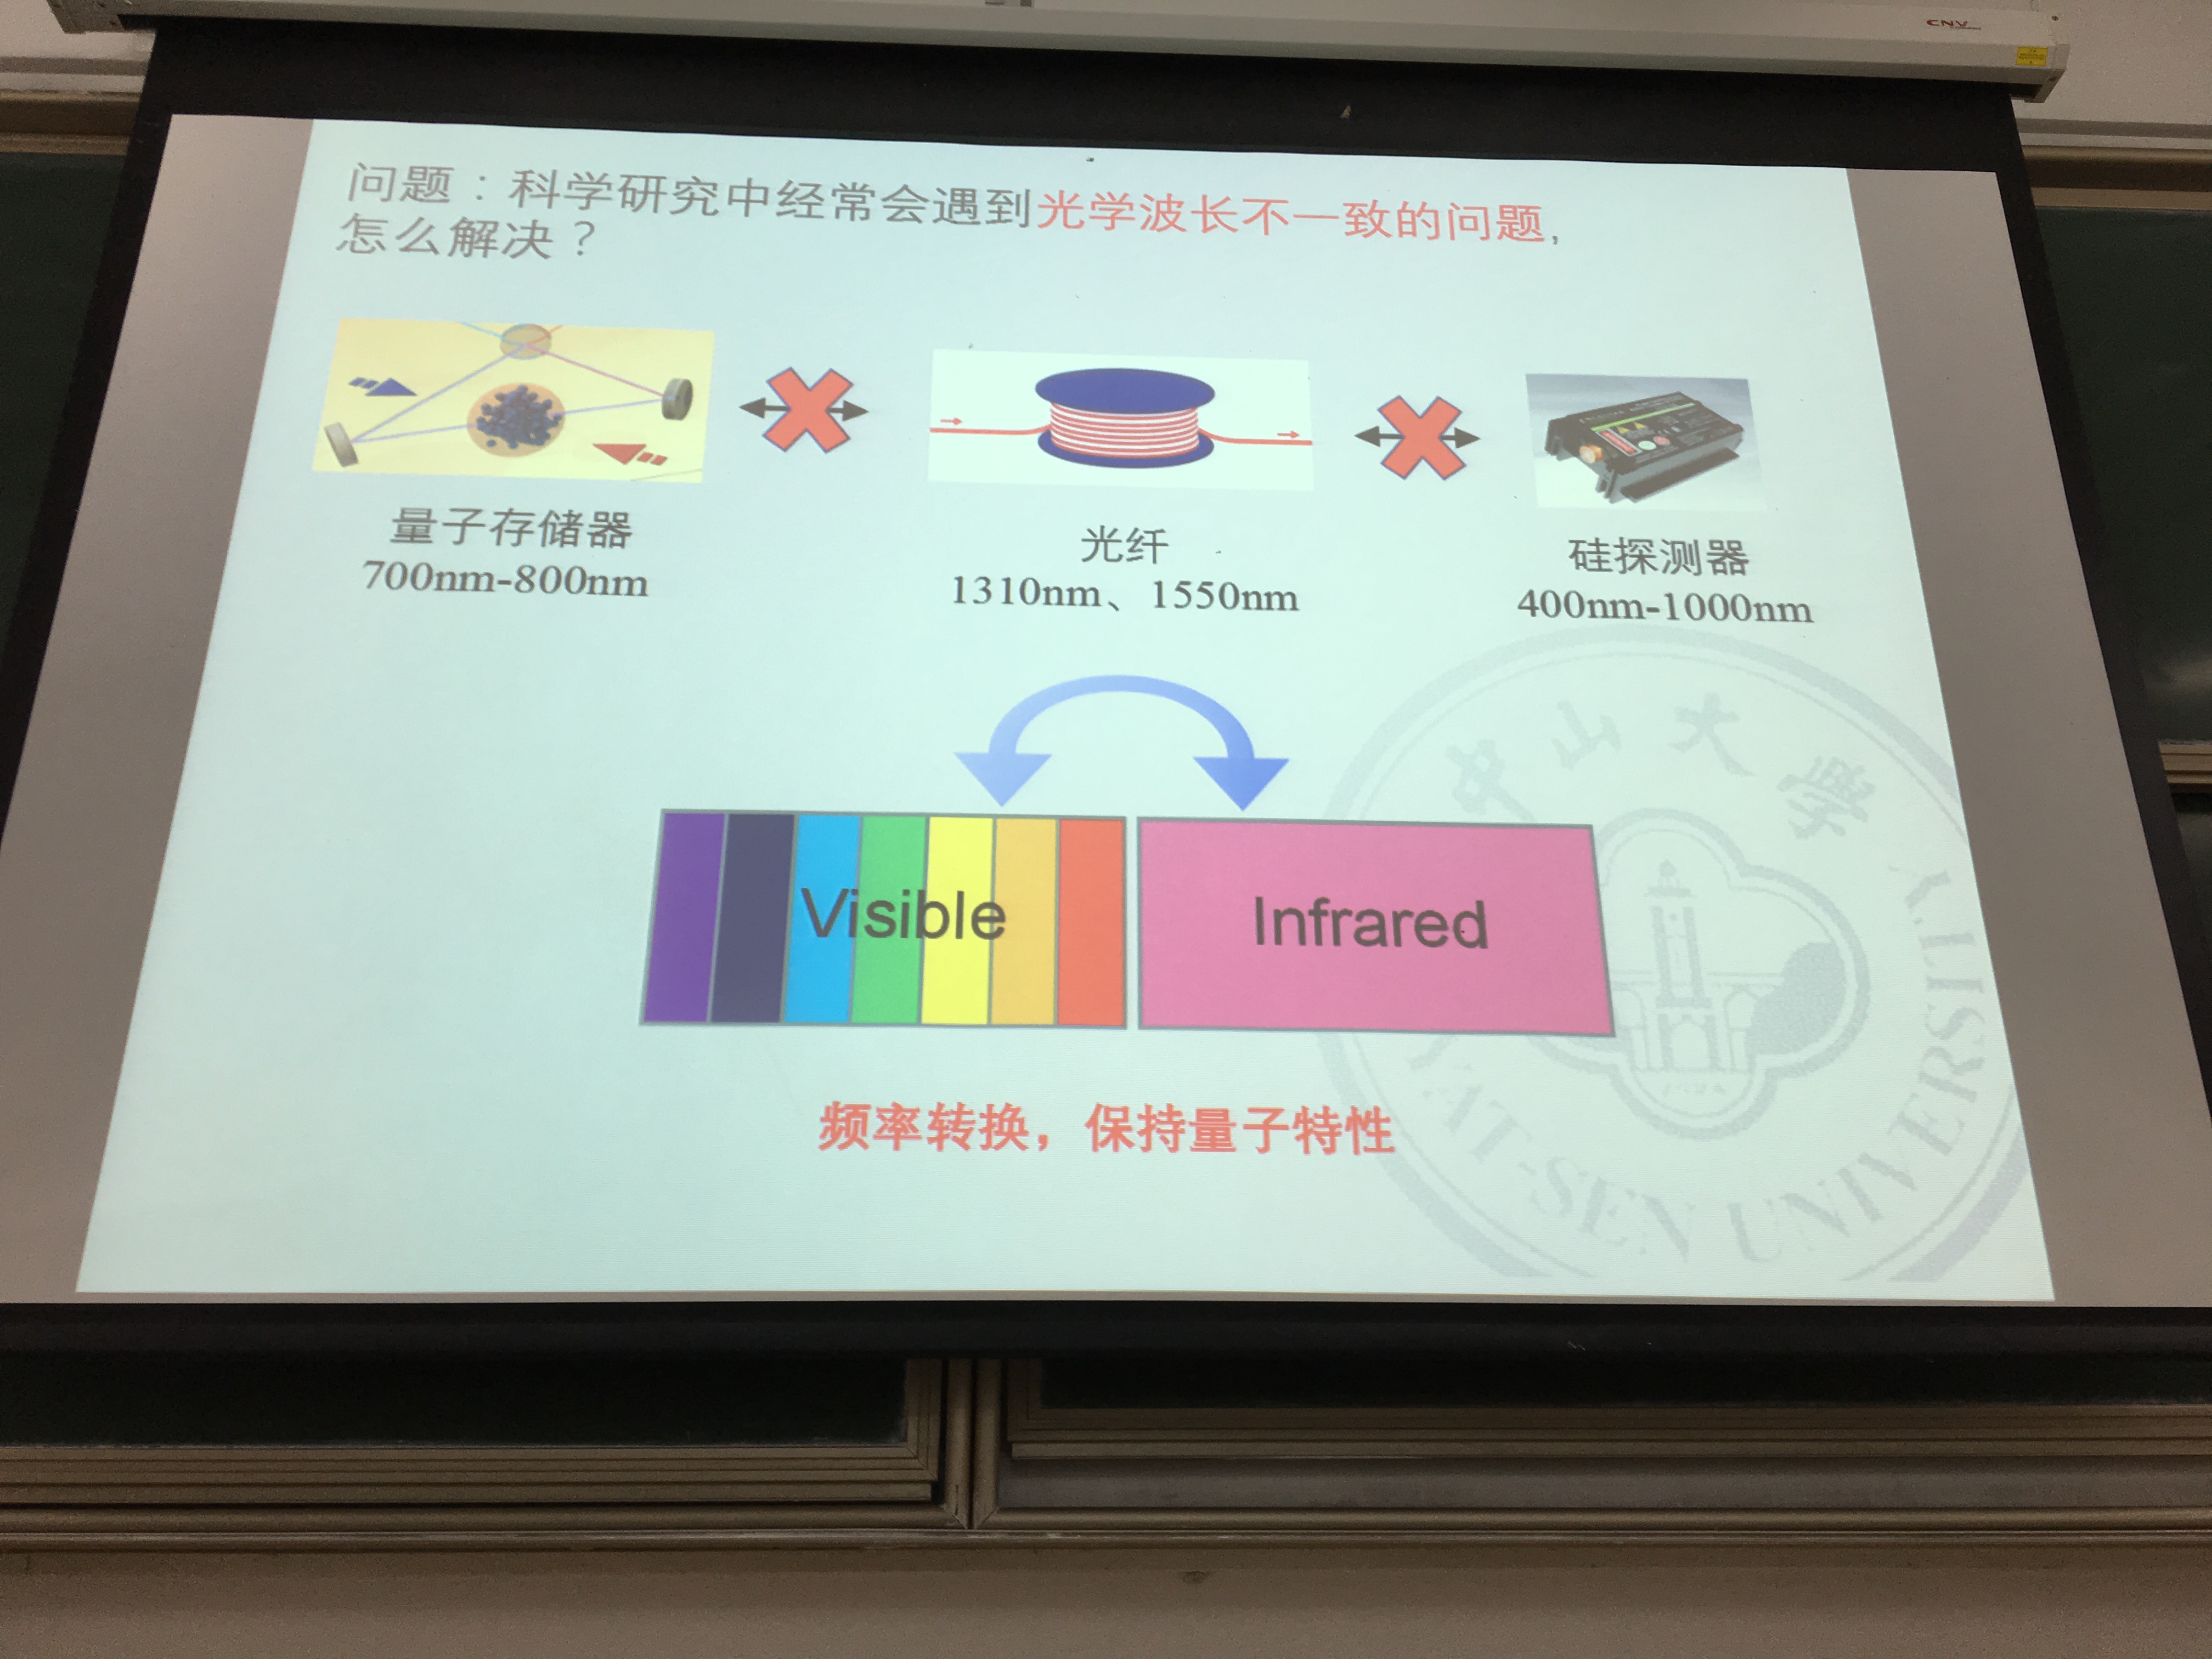 CNV
问题：科学研究中经常会遇到光学波长不一致的问题,
怎么解决？
量子存储器
700nm-800nm
光纤
1310nm、1550nm
硅探测器
400nm-1000nm
中山大學
YAT-SEN UNIVERSITY
Visible
Infrared
频率转换，保持量子特性